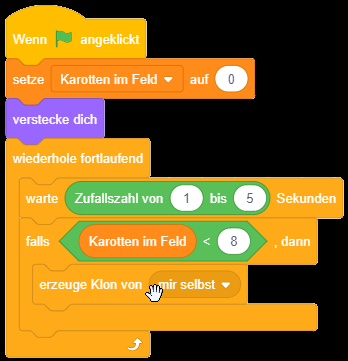 Wenn angeklickt
setze Karotten im Feld auf 0
verstecke dich
wiederhole fortlaufend
warte Zufallszahl von 1 bis 5 Sekunden
falls Karotten im Feld < 8 , dann
erzeuge Klon von mir selbst